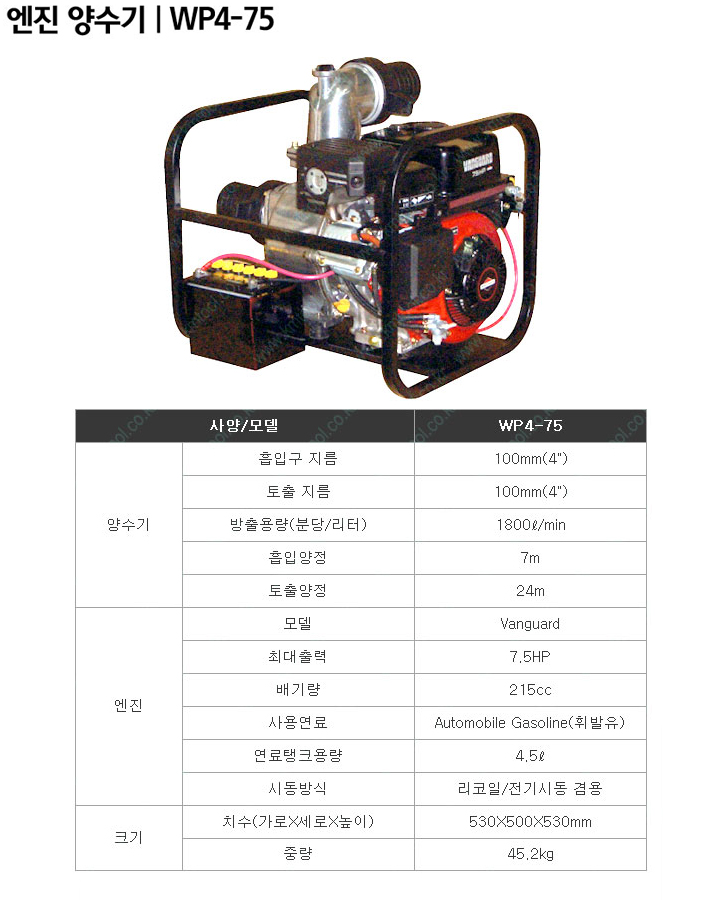 엔진 양수기 | WP4-75
VANGUARD
사양/모델 WP4-75
양수기
흡입구 지름 100mm(4")
토출 지름 100mm(4")
방출용량(분당/리터) 1800ℓ/min
흡입양정 7m
토출양정 24m
엔진
모델 Vanguard
최대출력 7.5HP
배기량 215cc
사용연료 Automobile Gasoline(휘발유)
연료탱크용량 4.5ℓ
시동방식 리코일/전기시동 겸용
크기
치수(가로X세로X높이) 530X500X530mm
중량 45.2kg